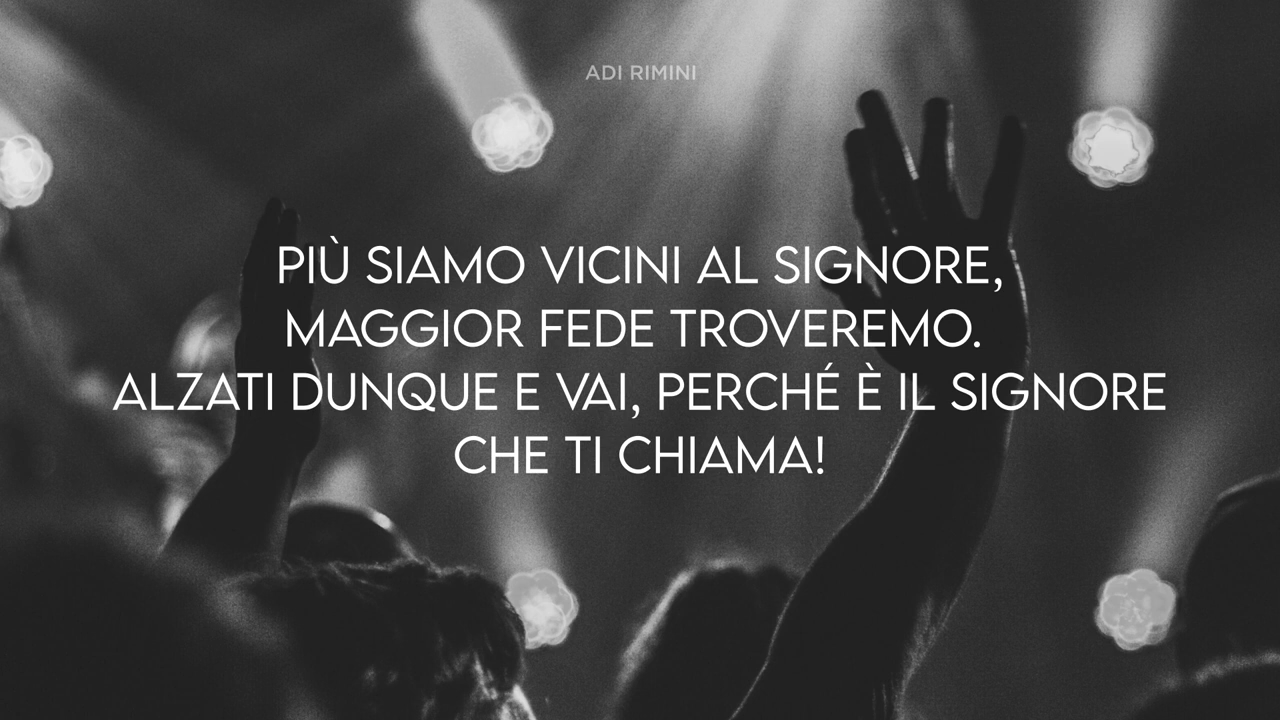 ADI RIMINI
PIÙ SIAMO VICINI AL SIGNORE,
MAGGIOR FEDE TROVEREMO.
ALZATI DUNQUE E VAI, PERCHÉ È IL SIGNORE
CHE TI CHIAMA!